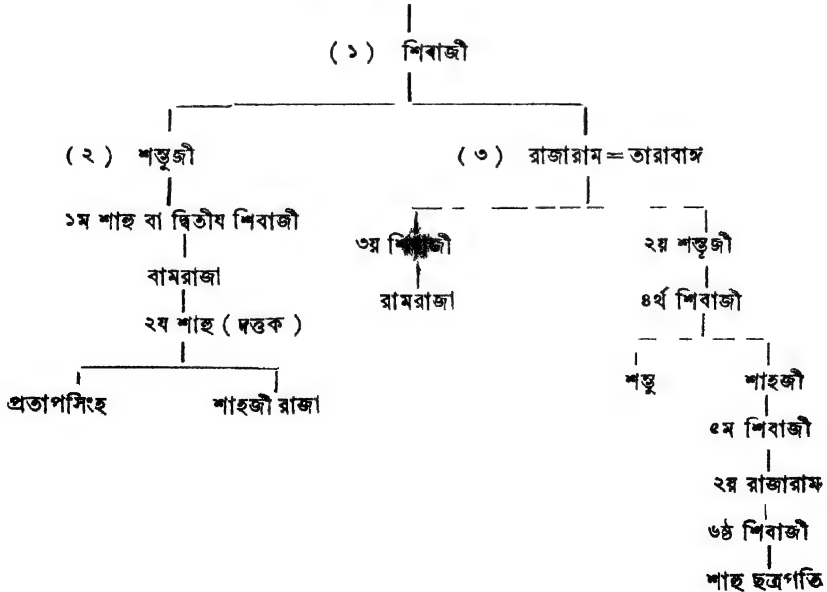 ( ১ ) শিবাজী
( ২ ) শম্ভূজী ( ৩ ) রাজারাম = তারাবাঈ
১ম শাহু বা দ্বিতীয শিবাজী ৩য় শিবাজী ২য় শম্ভূজী
বামরাজা রামরাজা ৪র্থ শিবাজী
২য শাহু ( দত্তক )
প্রতাপসিংহ শাহজী রাজা শম্ভু শাহজী
৫ম শিবাজী
২য় রাজারাম
৬ষ্ঠ শিবাজী
শাহু ছত্রপতি